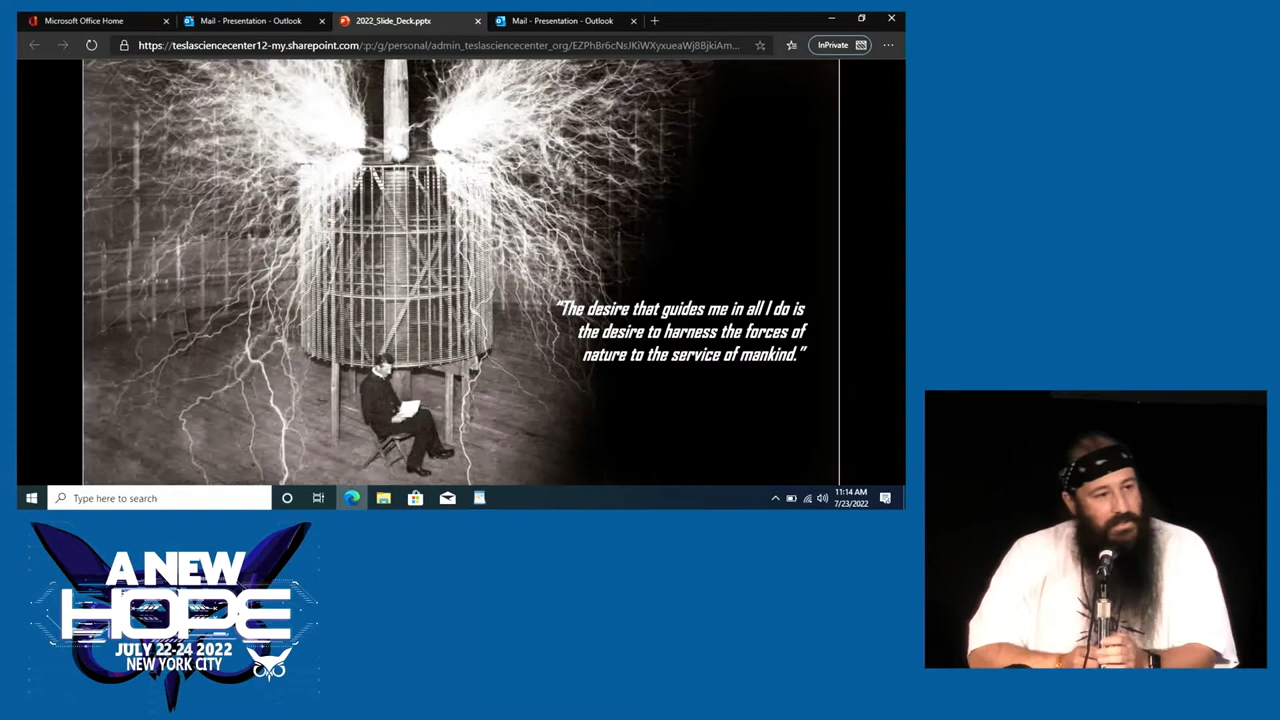 Microsoft Office Home
Mail - Presentation - Outlook
2022_Slide_Deck.pptx
Mail - Presentation - Outlook
https://teslasciencecenter12-my.sharepoint.com/:p:/g/personal/admin_teslasciencecenter_org/EZPhBr6cNsJKiWXyxueaWj8BjkiAm...
InPrivate
"The desire that guides me in all I do is
the desire to harness the forces of
nature to the service of mankind."
Type here to search
11:14 AM
7/23/2022
A NEW
HOPE
JULY 22-24 2022
NEW YORK CITY